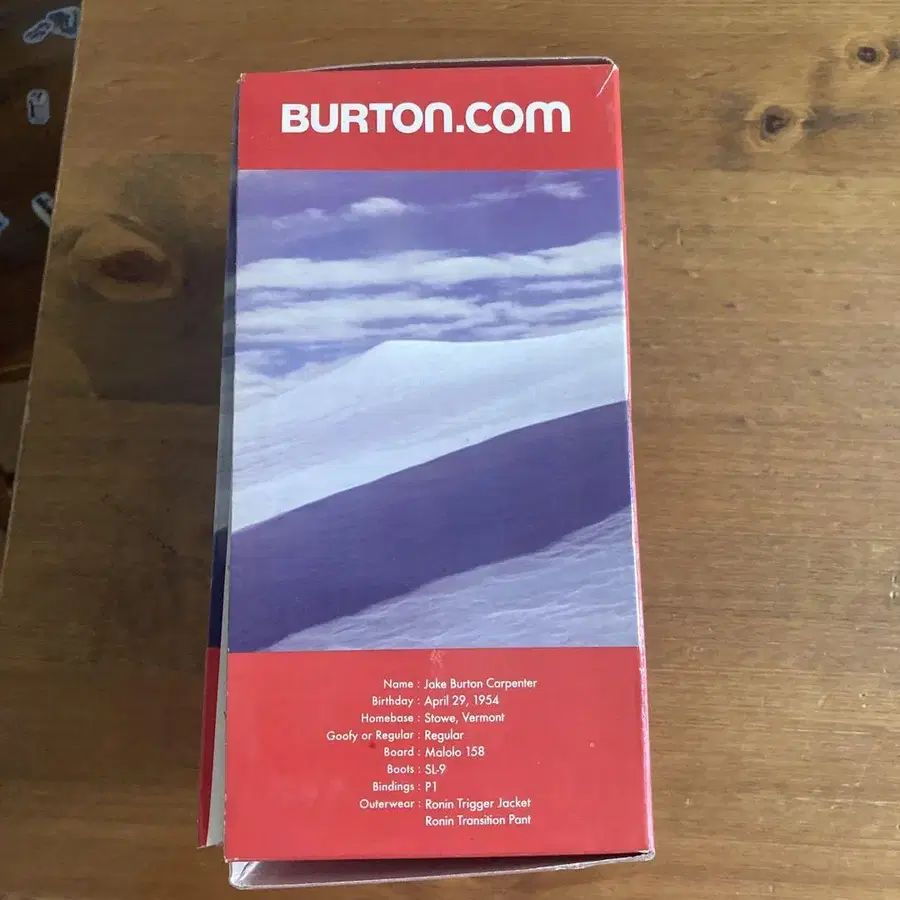 BURTON.COM
Name : Jake Burton Carpenter
Birthday : April 29, 1954
Homebase : Stowe, Vermont
Goofy or Regular : Regular
Board : Malolo 158
Boots : SL-9
Bindings : P1
Outerwear : Ronin Trigger Jacket
Ronin Transition Pant